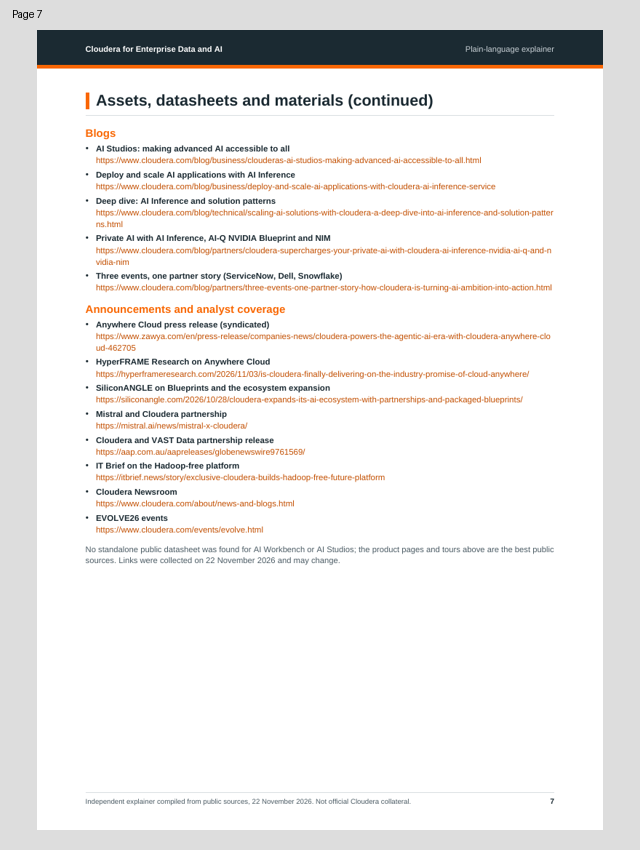 Page 7
Cloudera for Enterprise Data and AI
Plain-language explainer
Assets, datasheets and materials (continued)
Blogs
• AI Studios: making advanced AI accessible to all
https://www.cloudera.com/blog/business/clouderas-ai-studios-making-advanced-ai-accessible-to-all.html
• Deploy and scale AI applications with AI Inference
https://www.cloudera.com/blog/business/deploy-and-scale-ai-applications-with-cloudera-ai-inference-service
• Deep dive: AI Inference and solution patterns
https://www.cloudera.com/blog/technical/scaling-ai-solutions-with-cloudera-a-deep-dive-into-ai-inference-and-solution-patter
ns.html
• Private AI with AI Inference, AI-Q NVIDIA Blueprint and NIM
https://www.cloudera.com/blog/partners/cloudera-supercharges-your-private-ai-with-cloudera-ai-inference-nvidia-ai-q-and-n
vidia-nim
• Three events, one partner story (ServiceNow, Dell, Snowflake)
https://www.cloudera.com/blog/partners/three-events-one-partner-story-how-cloudera-is-turning-ai-ambition-into-action.html
Announcements and analyst coverage
• Anywhere Cloud press release (syndicated)
https://www.zawya.com/en/press-release/companies-news/cloudera-powers-the-agentic-ai-era-with-cloudera-anywhere-clo
ud-462705
• HyperFRAME Research on Anywhere Cloud
https://hyperframeresearch.com/2026/11/03/is-cloudera-finally-delivering-on-the-industry-promise-of-cloud-anywhere/
• SiliconANGLE on Blueprints and the ecosystem expansion
https://siliconangle.com/2026/10/28/cloudera-expands-its-ai-ecosystem-with-partnerships-and-packaged-blueprints/
• Mistral and Cloudera partnership
https://mistral.ai/news/mistral-x-cloudera/
• Cloudera and VAST Data partnership release
https://aap.com.au/aapreleases/globenewswire9761569/
• IT Brief on the Hadoop-free platform
https://itbrief.news/story/exclusive-cloudera-builds-hadoop-free-future-platform
• Cloudera Newsroom
https://www.cloudera.com/about/news-and-blogs.html
• EVOLVE26 events
https://www.cloudera.com/events/evolve.html
No standalone public datasheet was found for AI Workbench or AI Studios; the product pages and tours above are the best public
sources. Links were collected on 22 November 2026 and may change.
Independent explainer compiled from public sources, 22 November 2026. Not official Cloudera collateral.
7